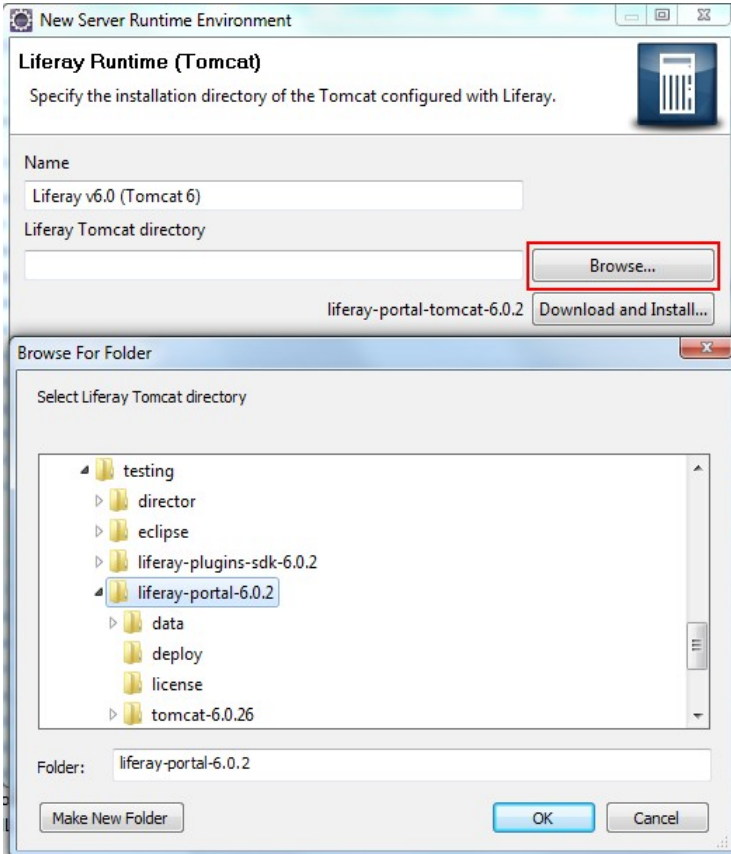 New Server Runtime Environment
Liferay Runtime (Tomcat)
Specify the installation directory of the Tomcat configured with Liferay.
Name
Liferay v6.0 (Tomcat 6)
Liferay Tomcat directory
Browse...
liferay-portal-tomcat-6.0.2 Download and Install...
Browse For Folder
Select Liferay Tomcat directory
testing
director
eclipse
liferay-plugins-sdk-6.0.2
liferay-portal-6.0.2
data
deploy
license
tomcat-6.0.26
Folder: liferay-portal-6.0.2
Make New Folder OK Cancel